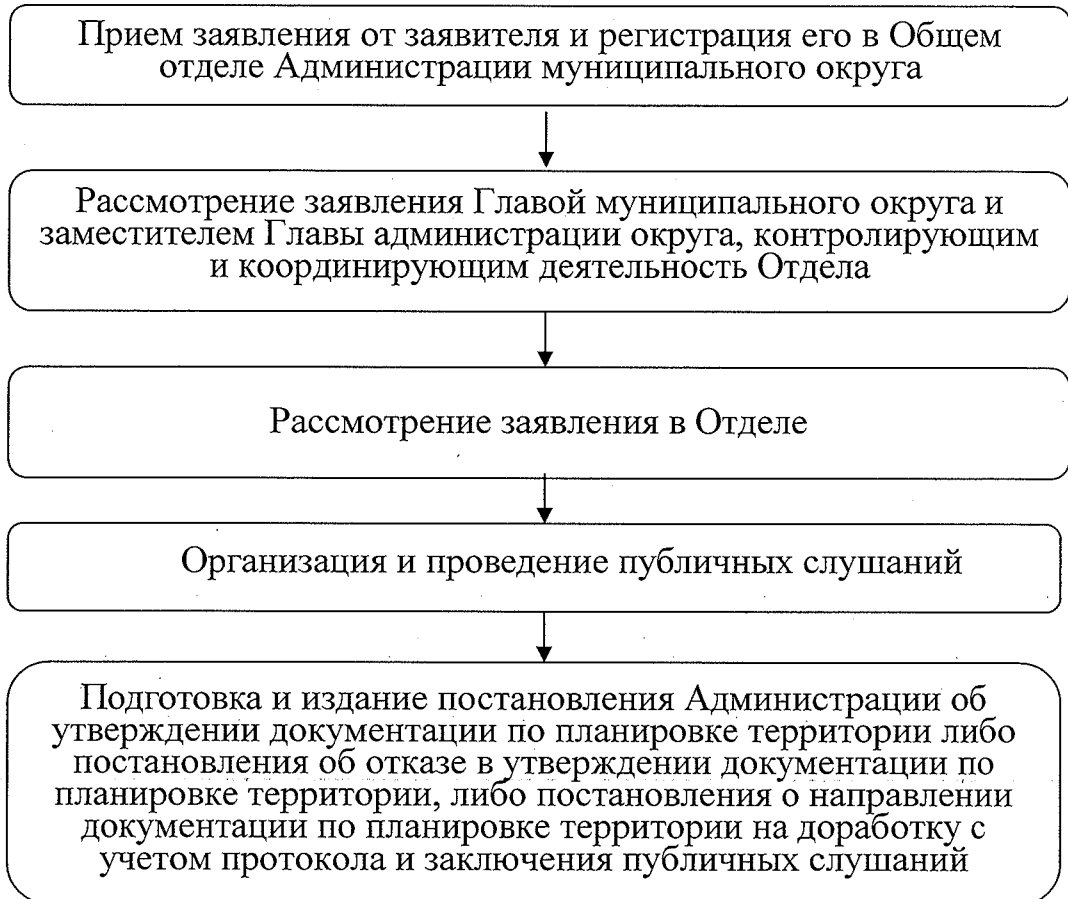 Прием заявления от заявителя и регистрация его в Общем
отделе Администрации муниципального округа
Рассмотрение заявления Главой муниципального округа и
заместителем Главы администрации округа, контролирующим
и координирующим деятельность Отдела
Рассмотрение заявления в Отделе
Организация и проведение публичных слушаний
Подготовка и издание постановления Администрации об
утверждении документации по планировке территории либо
постановления об отказе в утверждении документации по
планировке территории, либо постановления о направлении
документации по планировке территории на доработку с
учетом протокола и заключения публичных слушаний